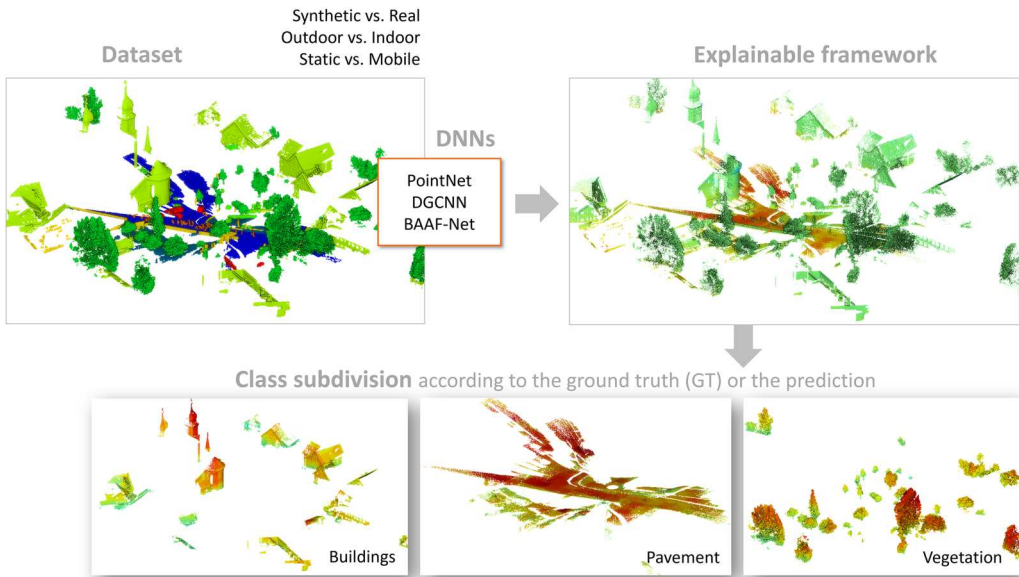 Synthetic vs. Real
Outdoor vs. Indoor
Static vs. Mobile
Dataset
Explainable framework
DNNs
PointNet
DGCNN
BAAF-Net
Class subdivision according to the ground truth (GT) or the prediction
Buildings
Pavement
Vegetation